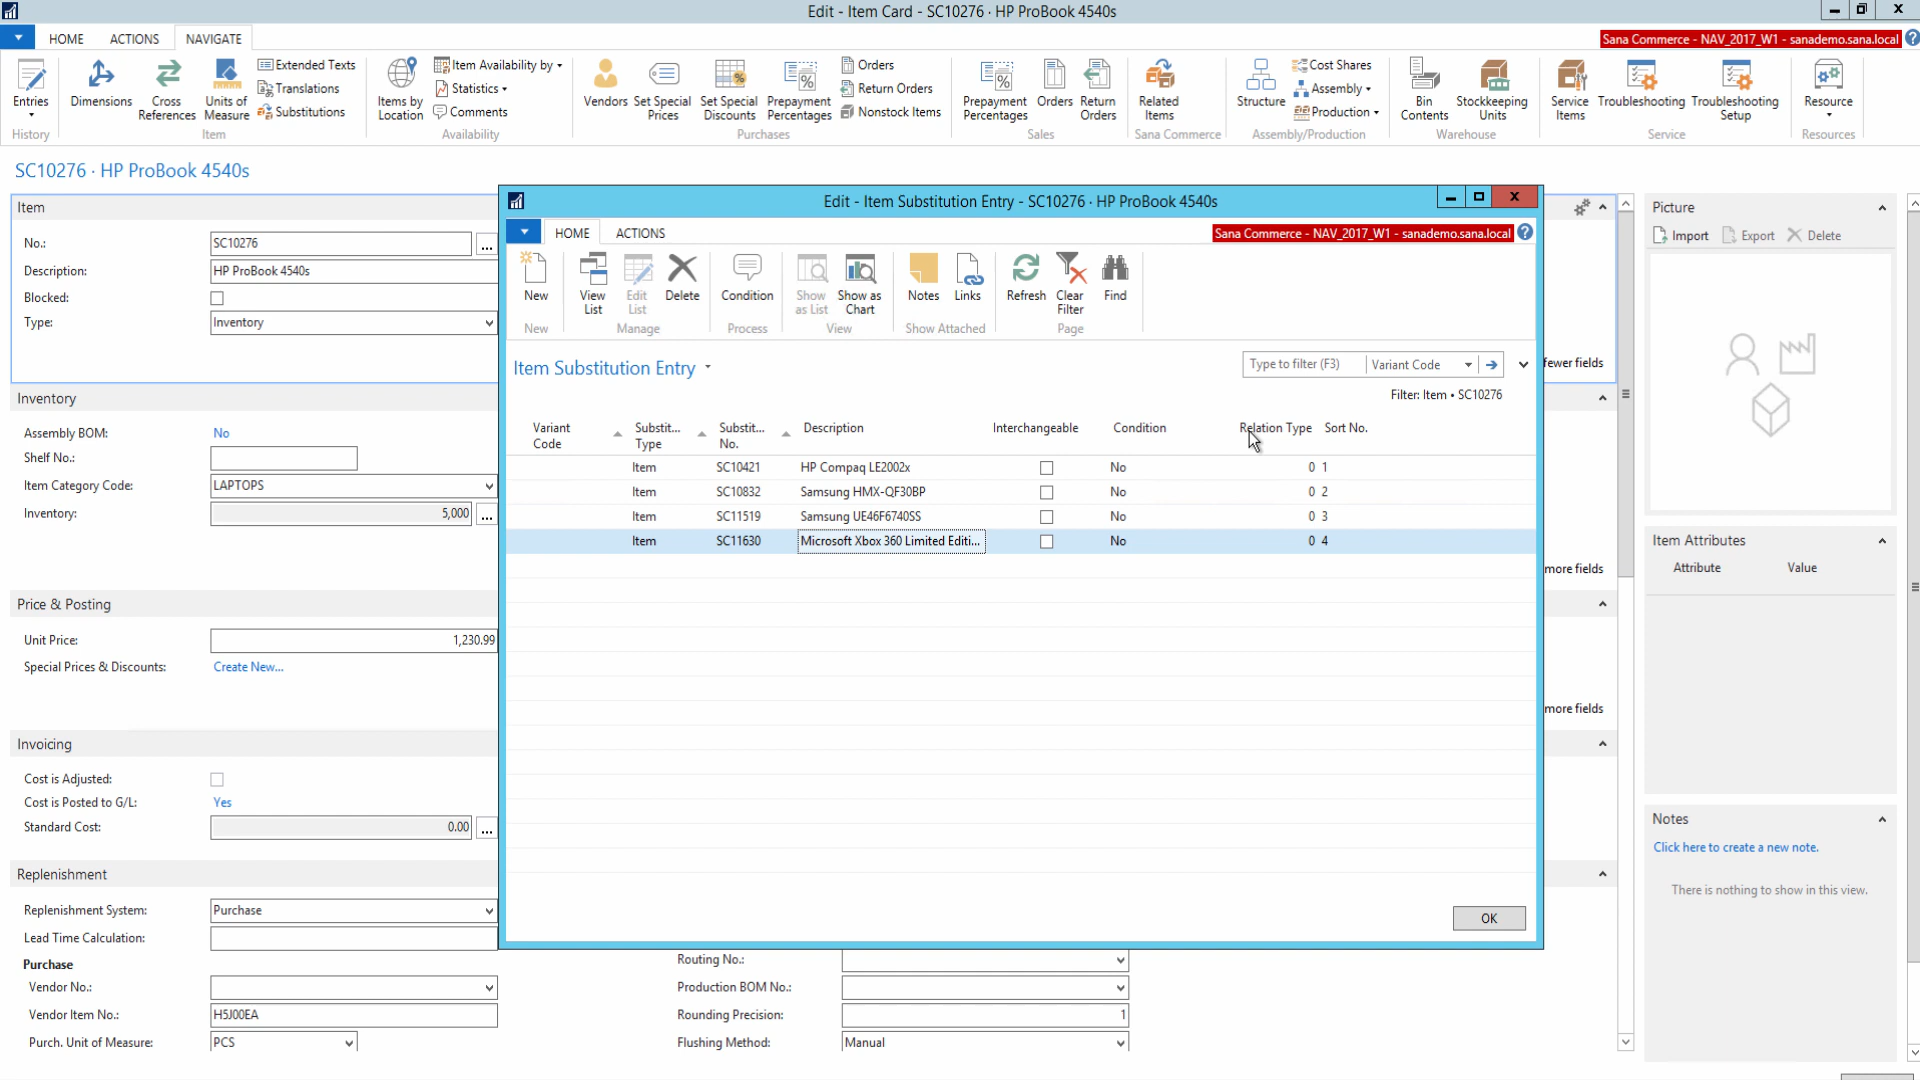 Edit - Item Card - SC10276 · HP ProBook 4540s
HOME ACTIONS NAVIGATE
Sana Commerce - NAV_2017_W1 - sanademo.sana.local
Entries
History
Dimensions
Cross References
Units of Measure
Extended Texts
Translations
Substitutions
Item
Items by Location
Item Availability by
Statistics
Comments
Availability
Vendors
Set Special Prices
Set Special Discounts
Prepayment Percentages
Orders
Return Orders
Nonstock Items
Purchases
Prepayment Percentages
Orders
Return Orders
Sales
Related Items
Sana Commerce
Structure
Cost Shares
Assembly
Production
Assembly/Production
Bin Contents
Stockkeeping Units
Warehouse
Service Items
Troubleshooting
Troubleshooting Setup
Service
Resource
Resources
SC10276 · HP ProBook 4540s
Item
No.: SC10276
Description: HP ProBook 4540s
Blocked:
Type: Inventory
fewer fields
Inventory
Assembly BOM: No
Shelf No.:
Item Category Code: LAPTOPS
Inventory: 5,000
more fields
Price & Posting
Unit Price: 1,230.99
Special Prices & Discounts: Create New...
more fields
Invoicing
Cost is Adjusted:
Cost is Posted to G/L: Yes
Standard Cost: 0.00
Replenishment
Replenishment System: Purchase
Lead Time Calculation:
Purchase
Vendor No.:
Vendor Item No.: H5J00EA
Purch. Unit of Measure: PCS
Routing No.:
Production BOM No.:
Rounding Precision: 1
Flushing Method: Manual
Edit - Item Substitution Entry - SC10276 · HP ProBook 4540s
HOME ACTIONS
Sana Commerce - NAV_2017_W1 - sanademo.sana.local
New
New
View List
Edit List
Delete
Manage
Condition
Process
Show as List
Show as Chart
View
Notes
Links
Show Attached
Refresh
Clear Filter
Find
Page
Item Substitution Entry
Type to filter (F3) Variant Code
Filter: Item • SC10276
Variant Code Substit... Type Substit... No. Description Interchangeable Condition Relation Type Sort No.
Item SC10421 HP Compaq LE2002x No 0 1
Item SC10832 Samsung HMX-QF30BP No 0 2
Item SC11519 Samsung UE46F6740SS No 0 3
Item SC11630 Microsoft Xbox 360 Limited Editi... No 0 4
OK
Picture
Import Export Delete
Item Attributes
Attribute Value
Notes
Click here to create a new note.
There is nothing to show in this view.